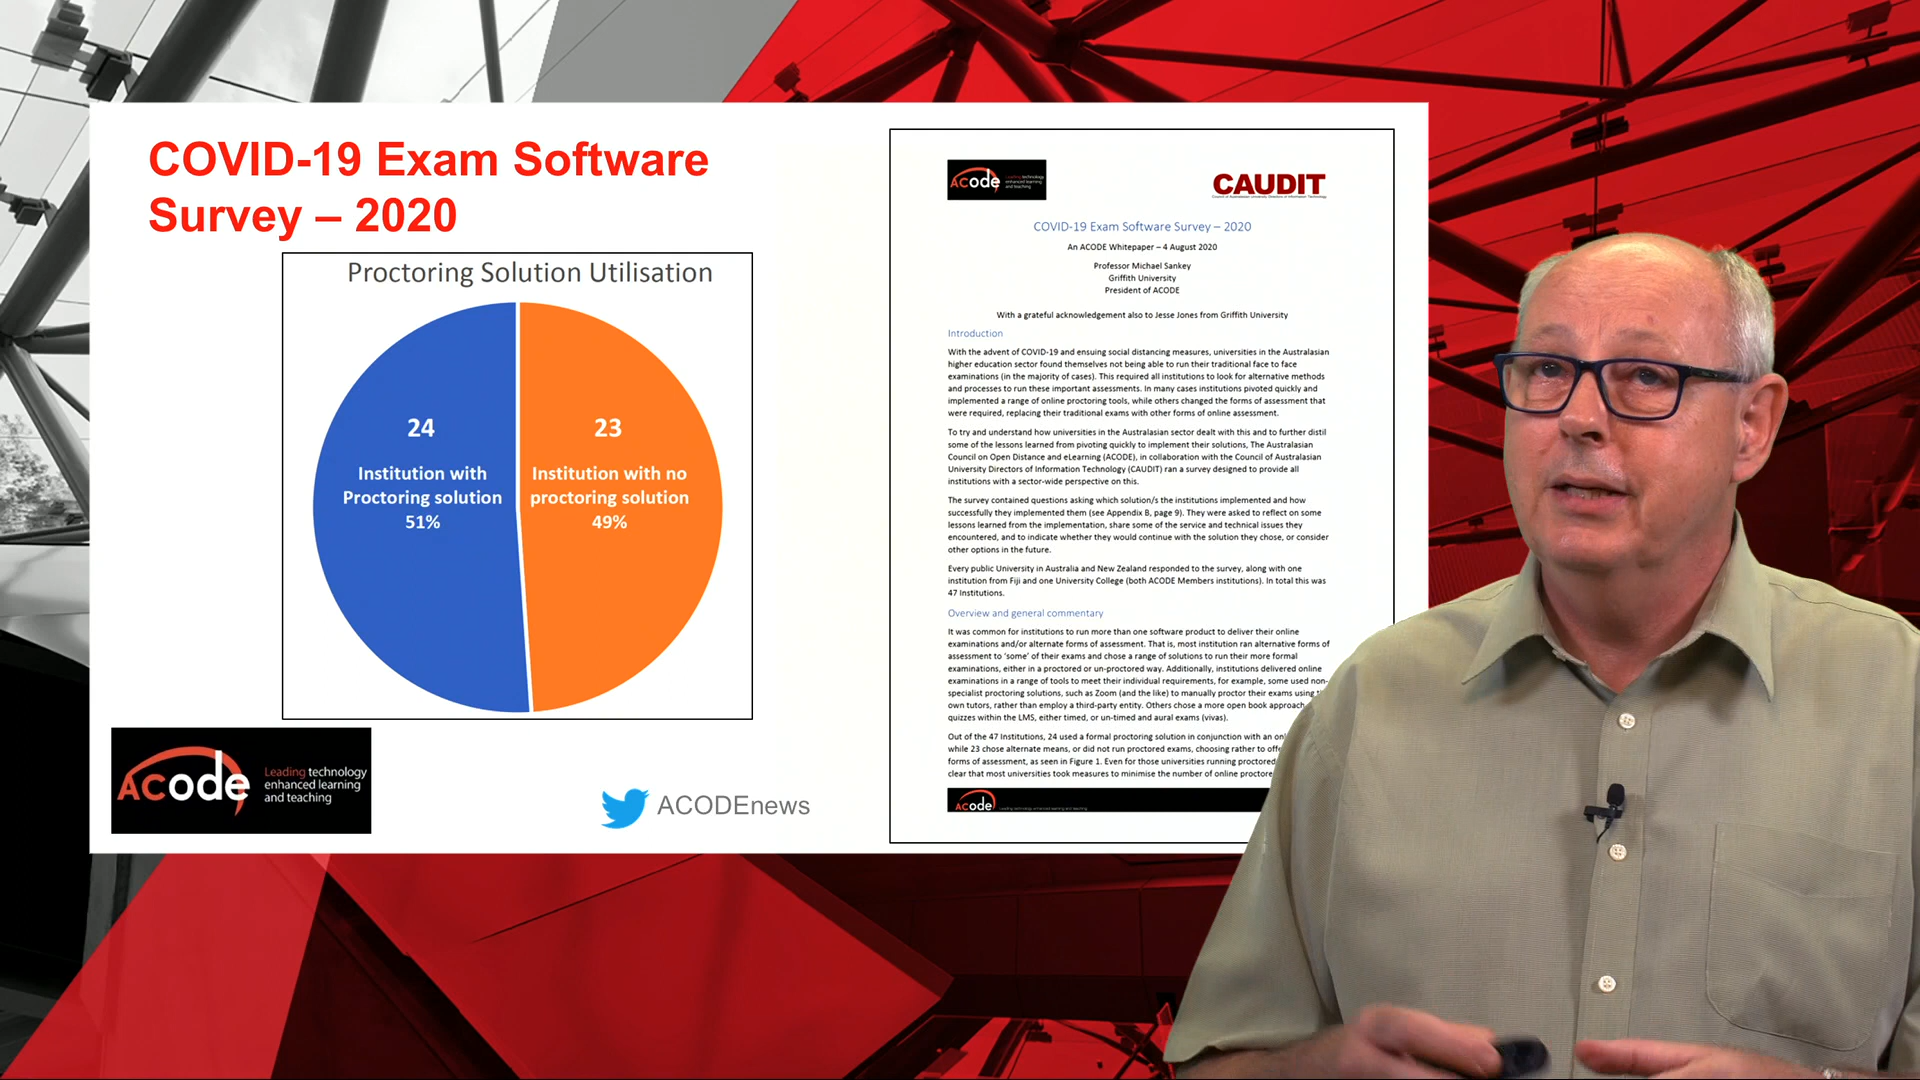 COVID-19 Exam Software
Survey – 2020
Proctoring Solution Utilisation
24
Institution with
Proctoring solution
51%
23
Institution with no
proctoring solution
49%
ACode
Leading technology
enhanced learning
and teaching
ACODEnews
ACode
Leading technology
enhanced learning
and teaching
CAUDIT
Council of Australasian University Directors of Information Technology
COVID-19 Exam Software Survey – 2020
An ACODE Whitepaper – 4 August 2020
Professor Michael Sankey
Griffith University
President of ACODE
With a grateful acknowledgement also to Jesse Jones from Griffith University
Introduction
With the advent of COVID-19 and ensuing social distancing measures, universities in the Australasian
higher education sector found themselves not being able to run their traditional face to face
examinations (in the majority of cases). This required all institutions to look for alternative methods
and processes to run these important assessments. In many cases institutions pivoted quickly and
implemented a range of online proctoring tools, while others changed the forms of assessment that
were required, replacing their traditional exams with other forms of online assessment.
To try and understand how universities in the Australasian sector dealt with this and to further distil
some of the lessons learned from pivoting quickly to implement their solutions, The Australasian
Council on Open Distance and eLearning (ACODE), in collaboration with the Council of Australasian
University Directors of Information Technology (CAUDIT) ran a survey designed to provide all
institutions with a sector-wide perspective on this.
The survey contained questions asking which solution/s the institutions implemented and how
successfully they implemented them (see Appendix B, page 9). They were asked to reflect on some
lessons learned from the implementation, share some of the service and technical issues they
encountered, and to indicate whether they would continue with the solution they chose, or consider
other options in the future.
Every public University in Australia and New Zealand responded to the survey, along with one
institution from Fiji and one University College (both ACODE Members institutions). In total this was
47 Institutions.
Overview and general commentary
It was common for institutions to run more than one software product to deliver their online
examinations and/or alternate forms of assessment. That is, most institution ran alternative forms of
assessment to 'some' of their exams and chose a range of solutions to run their more formal
examinations, either in a proctored or un-proctored way. Additionally, institutions delivered online
examinations in a range of tools to meet their individual requirements, for example, some used non-
specialist proctoring solutions, such as Zoom (and the like) to manually proctor their exams using
own tutors, rather than employ a third-party entity. Others chose a more open book approach
quizzes within the LMS, either timed, or un-timed and aural exams (vivas).
Out of the 47 Institutions, 24 used a formal proctoring solution in conjunction with an
while 23 chose alternate means, or did not run proctored exams, choosing rather to
forms of assessment, as seen in Figure 1. Even for those universities running proctored
clear that most universities took measures to minimise the number of online
ACode
Leading technology enhanced learning and teaching